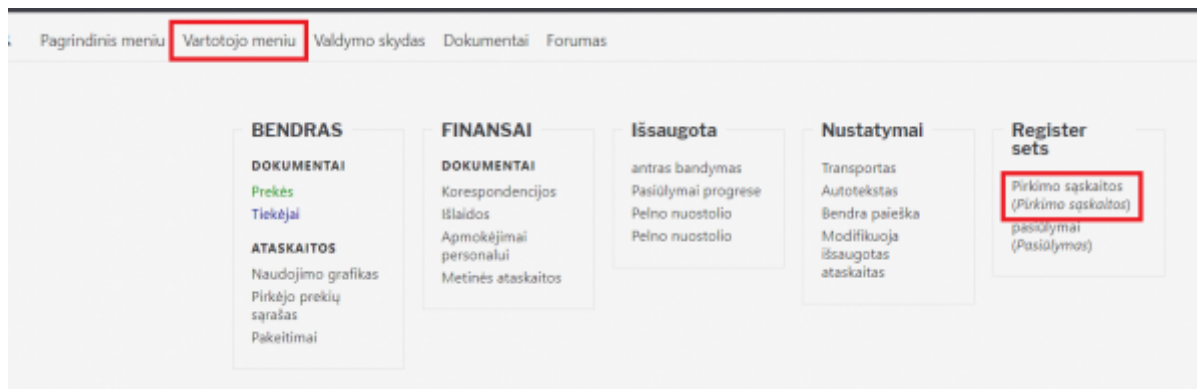 Pagrindinis meniu Vartotojo meniu Valdymo skydas Dokumentai Forumas
BENDRAS
DOKUMENTAI
Prekės
Tiekėjai
ATASKAITOS
Naudojimo grafikas
Pirkėjo prekių
sąrašas
Pakeitimai
FINANSAI
DOKUMENTAI
Korespondencijos
Išlaidos
Apmokėjimai
personalui
Metinės ataskaitos
Išsaugota
antras bandymas
Pasiūlymai progrese
Pelno nuostolio
Pelno nuostolio
Nustatymai
Transportas
Autotekstas
Bendra paieška
Modifikuoja
išsaugotas
ataskaitas
Register
sets
Pirkimo sąskaitos
(Pirkimo sąskaitos)
pasiūlymai
(Pasiūlymas)